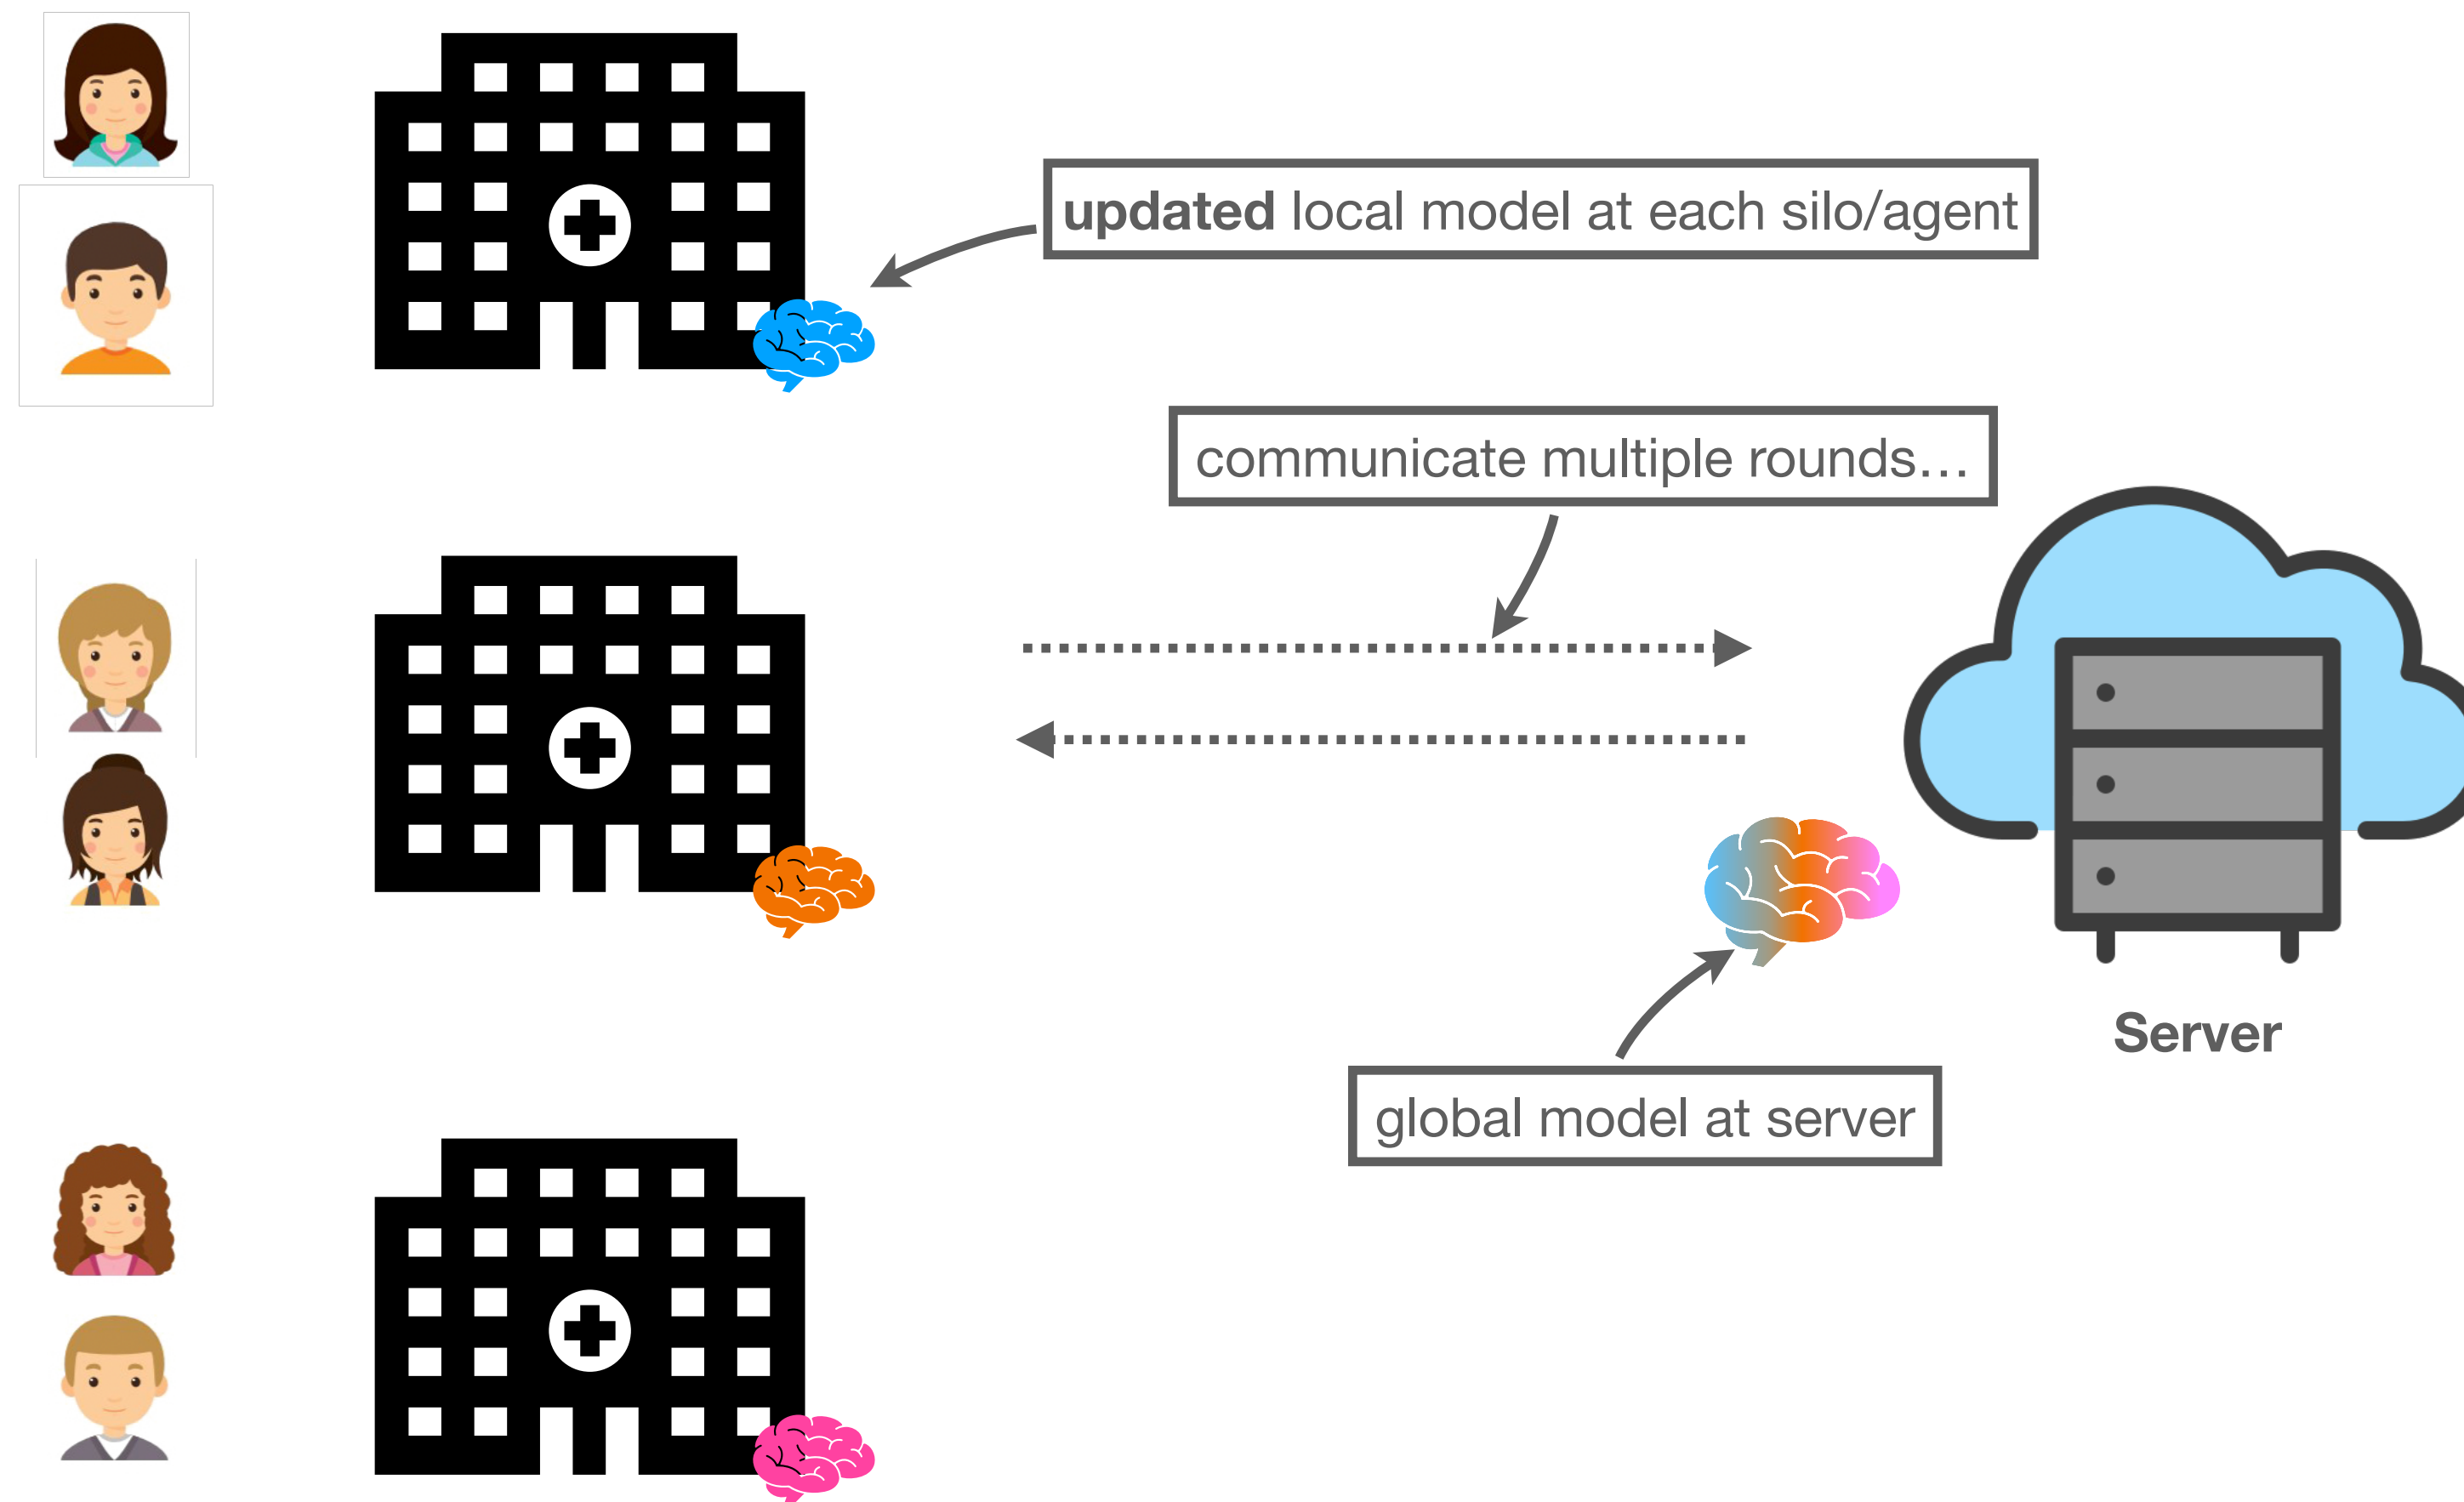 updated local model at each silo/agent
communicate multiple rounds...
global model at server
Server